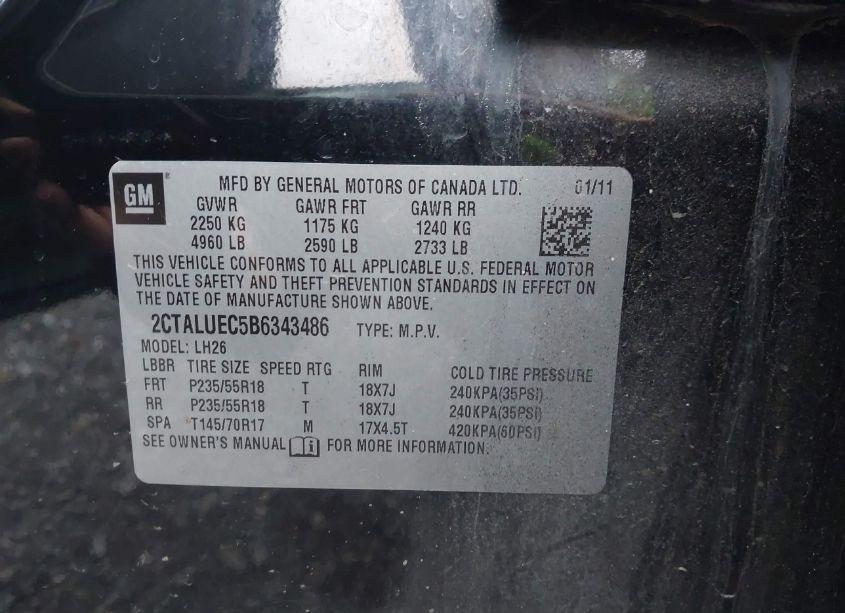 GM
MFD BY GENERAL MOTORS OF CANADA LTD. 01/11
GVWR GAWR FRT GAWR RR
2250 KG 1175 KG 1240 KG
4960 LB 2590 LB 2733 LB
THIS VEHICLE CONFORMS TO ALL APPLICABLE U.S. FEDERAL MOTOR
VEHICLE SAFETY AND THEFT PREVENTION STANDARDS IN EFFECT ON
THE DATE OF MANUFACTURE SHOWN ABOVE.
2CTALUEC5B6343486 TYPE: M.P.V.
MODEL: LH26
LBBR TIRE SIZE SPEED RTG RIM COLD TIRE PRESSURE
FRT P235/55R18 T 18X7J 240KPA(35PSI)
RR P235/55R18 T 18X7J 240KPA(35PSI)
SPA T145/70R17 M 17X4.5T 420KPA(60PSI)
SEE OWNER'S MANUAL FOR MORE INFORMATION.